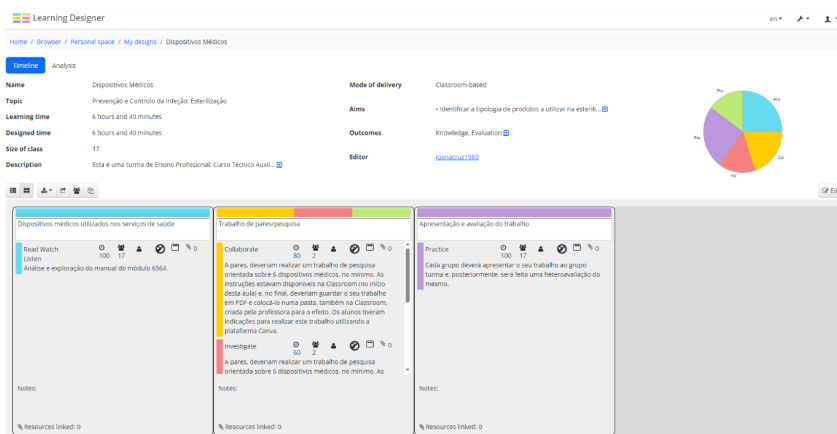 Learning Designer
en
Home / Browser / Personal space / My designs / Dispositivos Médicos
Timeline Analysis
Name Dispositivos Médicos Mode of delivery Classroom-based
Topic Prevenção e Controlo da Infeção: Esterilização
Aims • Identificar a tipologia de produtos a utilizar na esterili...
Learning time 6 hours and 40 minutes
Designed time 6 hours and 40 minutes Outcomes Knowledge, Evaluation
Size of class 17
Editor joanacruz1980
Description Esta é uma turma de Ensino Profissional: Curso Técnico Auxil...
Acq
Col
Pro
Ed
Dispositivos médicos utilizados nos serviços de saúde
Read Watch
Listen
100 17 0
Análise e exploração do manual do módulo 6564.
Notes:
Resources linked: 0
Trabalho de pares/pesquisa
Collaborate
80 2 0
A pares, deveriam realizar um trabalho de pesquisa
orientada sobre 6 dispositivos médicos, no mínimo. As
instruções estavam disponíveis na Classroom (no início
desta aula) e, no final, deveriam guardar o seu trabalho
em PDF e colocá-lo numa pasta, também na Classroom,
criada pela professora para o efeito. Os alunos tiveram
indicações para realizar este trabalho utilizando a
plataforma Canva.
Investigate
60 2 0
A pares, deveriam realizar um trabalho de pesquisa
orientada sobre 6 dispositivos médicos, no mínimo. As
Notes:
Resources linked: 0
Apresentação e avaliação do trabalho
Practice
100 17 0
Cada grupo deverá apresentar o seu trabalho ao grupo
turma e, posteriormente, será feita uma heteroavaliação do
mesmo.
Notes:
Resources linked: 0